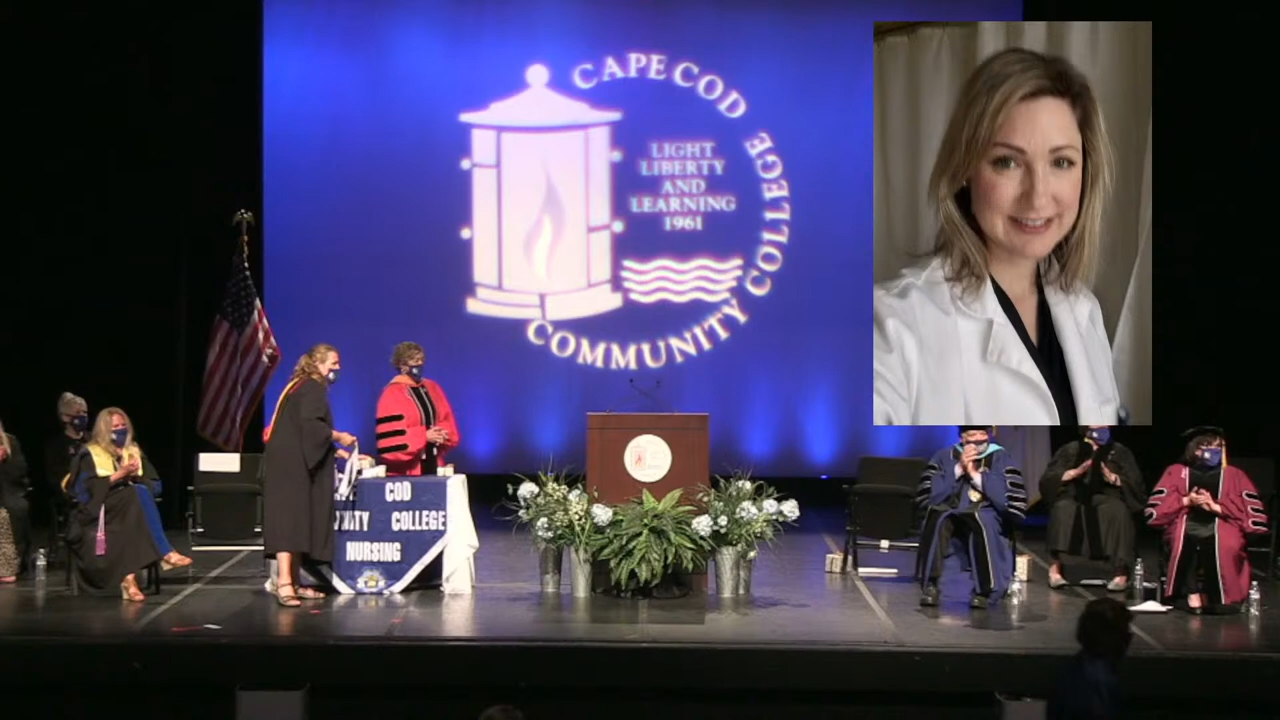 CAPE COD
COMMUNITY COLLEGE
LIGHT
LIBERTY
AND
LEARNING
1961
COD
COLLEGE
NURSING